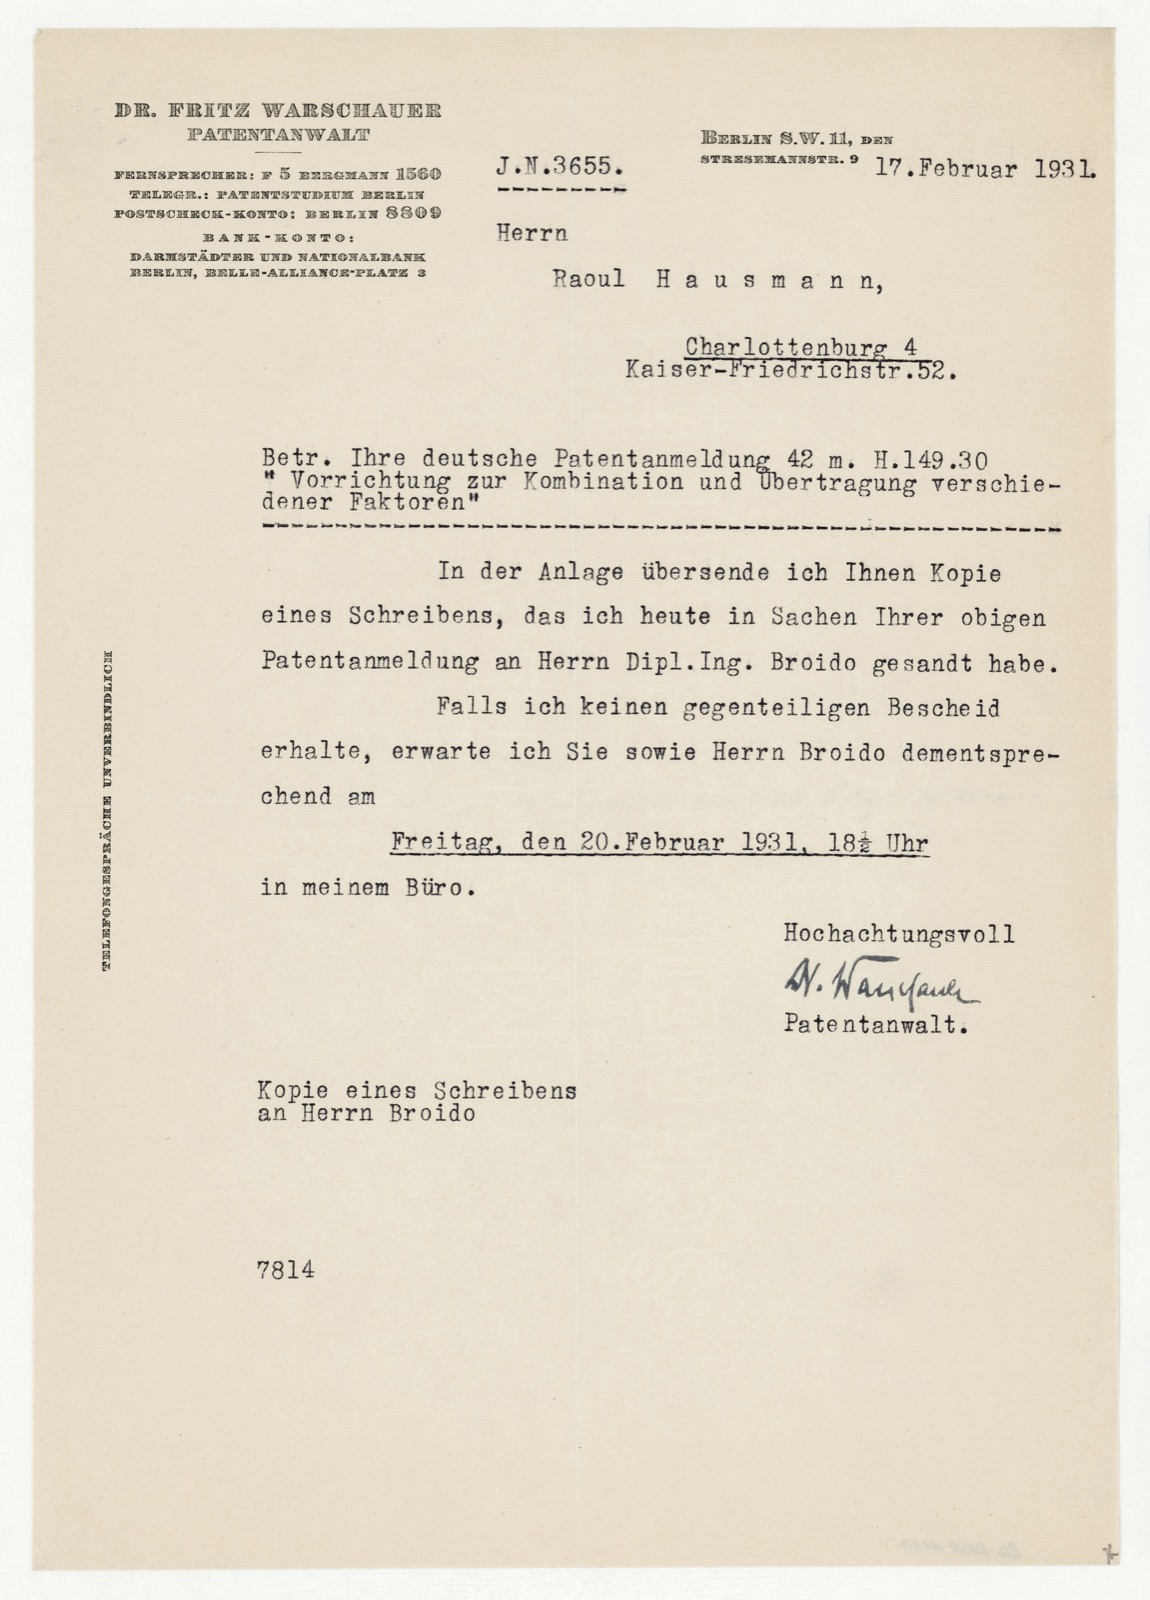 DR. FRITZ WARSCHAUER
PATENTANWALT
FERNSPRECHER: F 5 BERGMANN 1560
TELEGR.: PATENTSTUDIUM BERLIN
POSTSCHECK-KONTO: BERLIN 8809
BANK-KONTO:
DARMSTÄDTER UND NATIONALBANK
BERLIN, BELLE-ALLIANCE-PLATZ 3
BERLIN S.W. 11, DEN
STRESEMANNSTR. 9
17.Februar 1931.
J.N.3655.
Herrn
Raoul H a u s m a n n,
Charlottenburg 4
Kaiser-Friedrichstr.52.
Betr. Ihre deutsche Patentanmeldung 42 m. H.149.30
" Vorrichtung zur Kombination und Übertragung verschie-
dener Faktoren"
In der Anlage übersende ich Ihnen Kopie
eines Schreibens, das ich heute in Sachen Ihrer obigen
Patentanmeldung an Herrn Dipl.Ing. Broido gesandt habe.
Falls ich keinen gegenteiligen Bescheid
erhalte, erwarte ich Sie sowie Herrn Broido dementspre-
chend am
Freitag, den 20.Februar 1931, 18½ Uhr
in meinem Büro.
TELEFONGESPRÄCHE UNVERBINDLICH
Hochachtungsvoll
Dr. Warschauer
Patentanwalt.
Kopie eines Schreibens
an Herrn Broido
7814